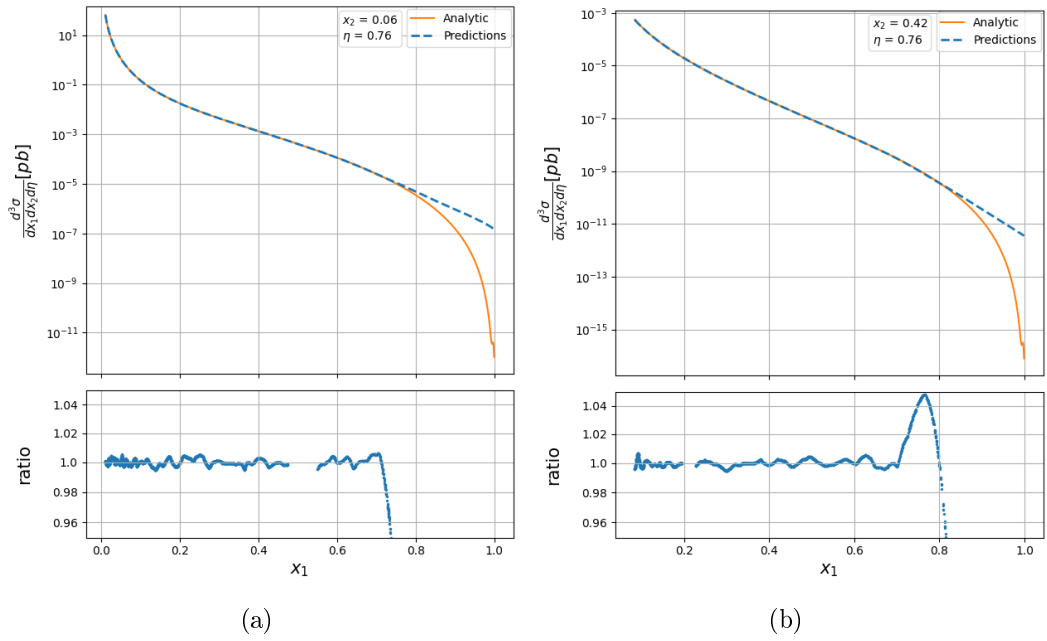 x₂ = 0.06
η = 0.76
Analytic
Predictions
10¹
10⁻¹
10⁻³
10⁻⁵
10⁻⁷
10⁻⁹
10⁻¹¹
d³σ/dx₁dx₂dη [pb]
1.04
1.02
1.0
0.98
0.96
ratio
0.0 0.2 0.4 0.6 0.8 1.0
x₁
(a)
x₂ = 0.42
η = 0.76
Analytic
Predictions
10⁻³
10⁻⁵
10⁻⁷
10⁻⁹
10⁻¹¹
10⁻¹³
10⁻¹⁵
d³σ/dx₁dx₂dη [pb]
1.04
1.02
1.0
0.98
0.96
ratio
0.2 0.4 0.6 0.8 1.0
x₁
(b)